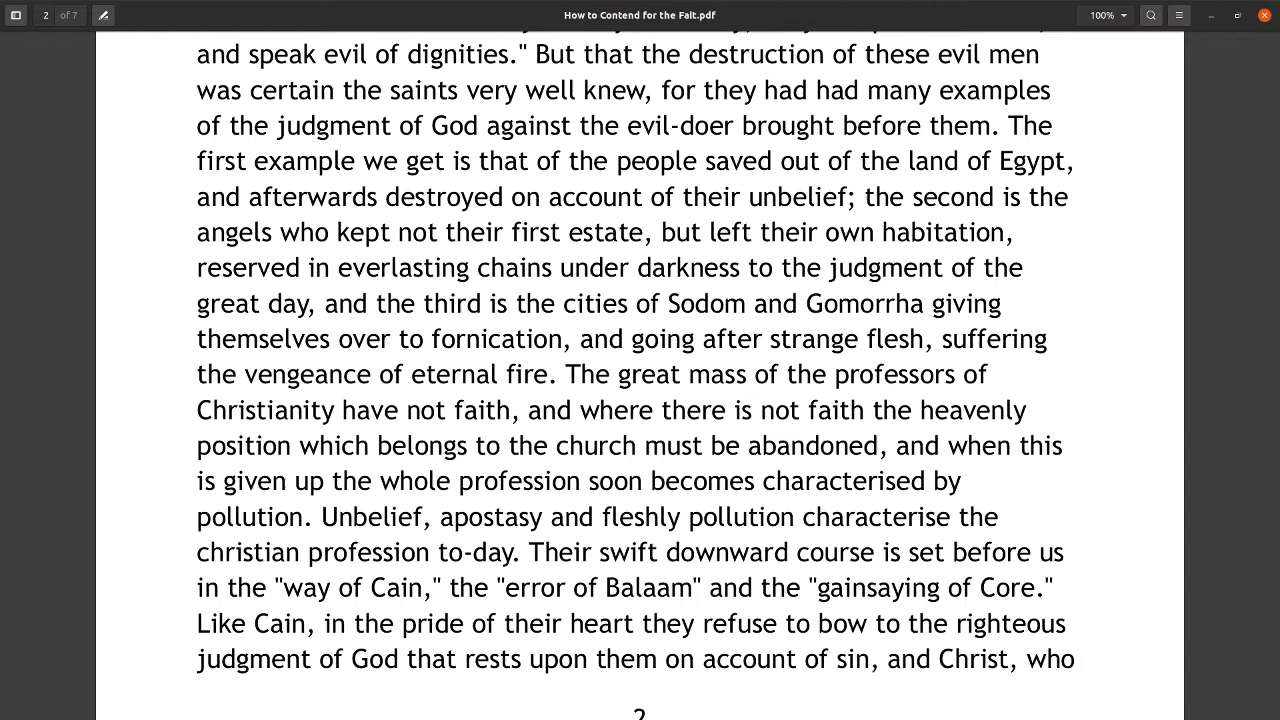 2 of 7
How to Contend for the Falt.pdf
100%
and speak evil of dignities." But that the destruction of these evil men
was certain the saints very well knew, for they had had many examples
of the judgment of God against the evil-doer brought before them. The
first example we get is that of the people saved out of the land of Egypt,
and afterwards destroyed on account of their unbelief; the second is the
angels who kept not their first estate, but left their own habitation,
reserved in everlasting chains under darkness to the judgment of the
great day, and the third is the cities of Sodom and Gomorrha giving
themselves over to fornication, and going after strange flesh, suffering
the vengeance of eternal fire. The great mass of the professors of
Christianity have not faith, and where there is not faith the heavenly
position which belongs to the church must be abandoned, and when this
is given up the whole profession soon becomes characterised by
pollution. Unbelief, apostasy and fleshly pollution characterise the
christian profession to-day. Their swift downward course is set before us
in the "way of Cain," the "error of Balaam" and the "gainsaying of Core."
Like Cain, in the pride of their heart they refuse to bow to the righteous
judgment of God that rests upon them on account of sin, and Christ, who
2